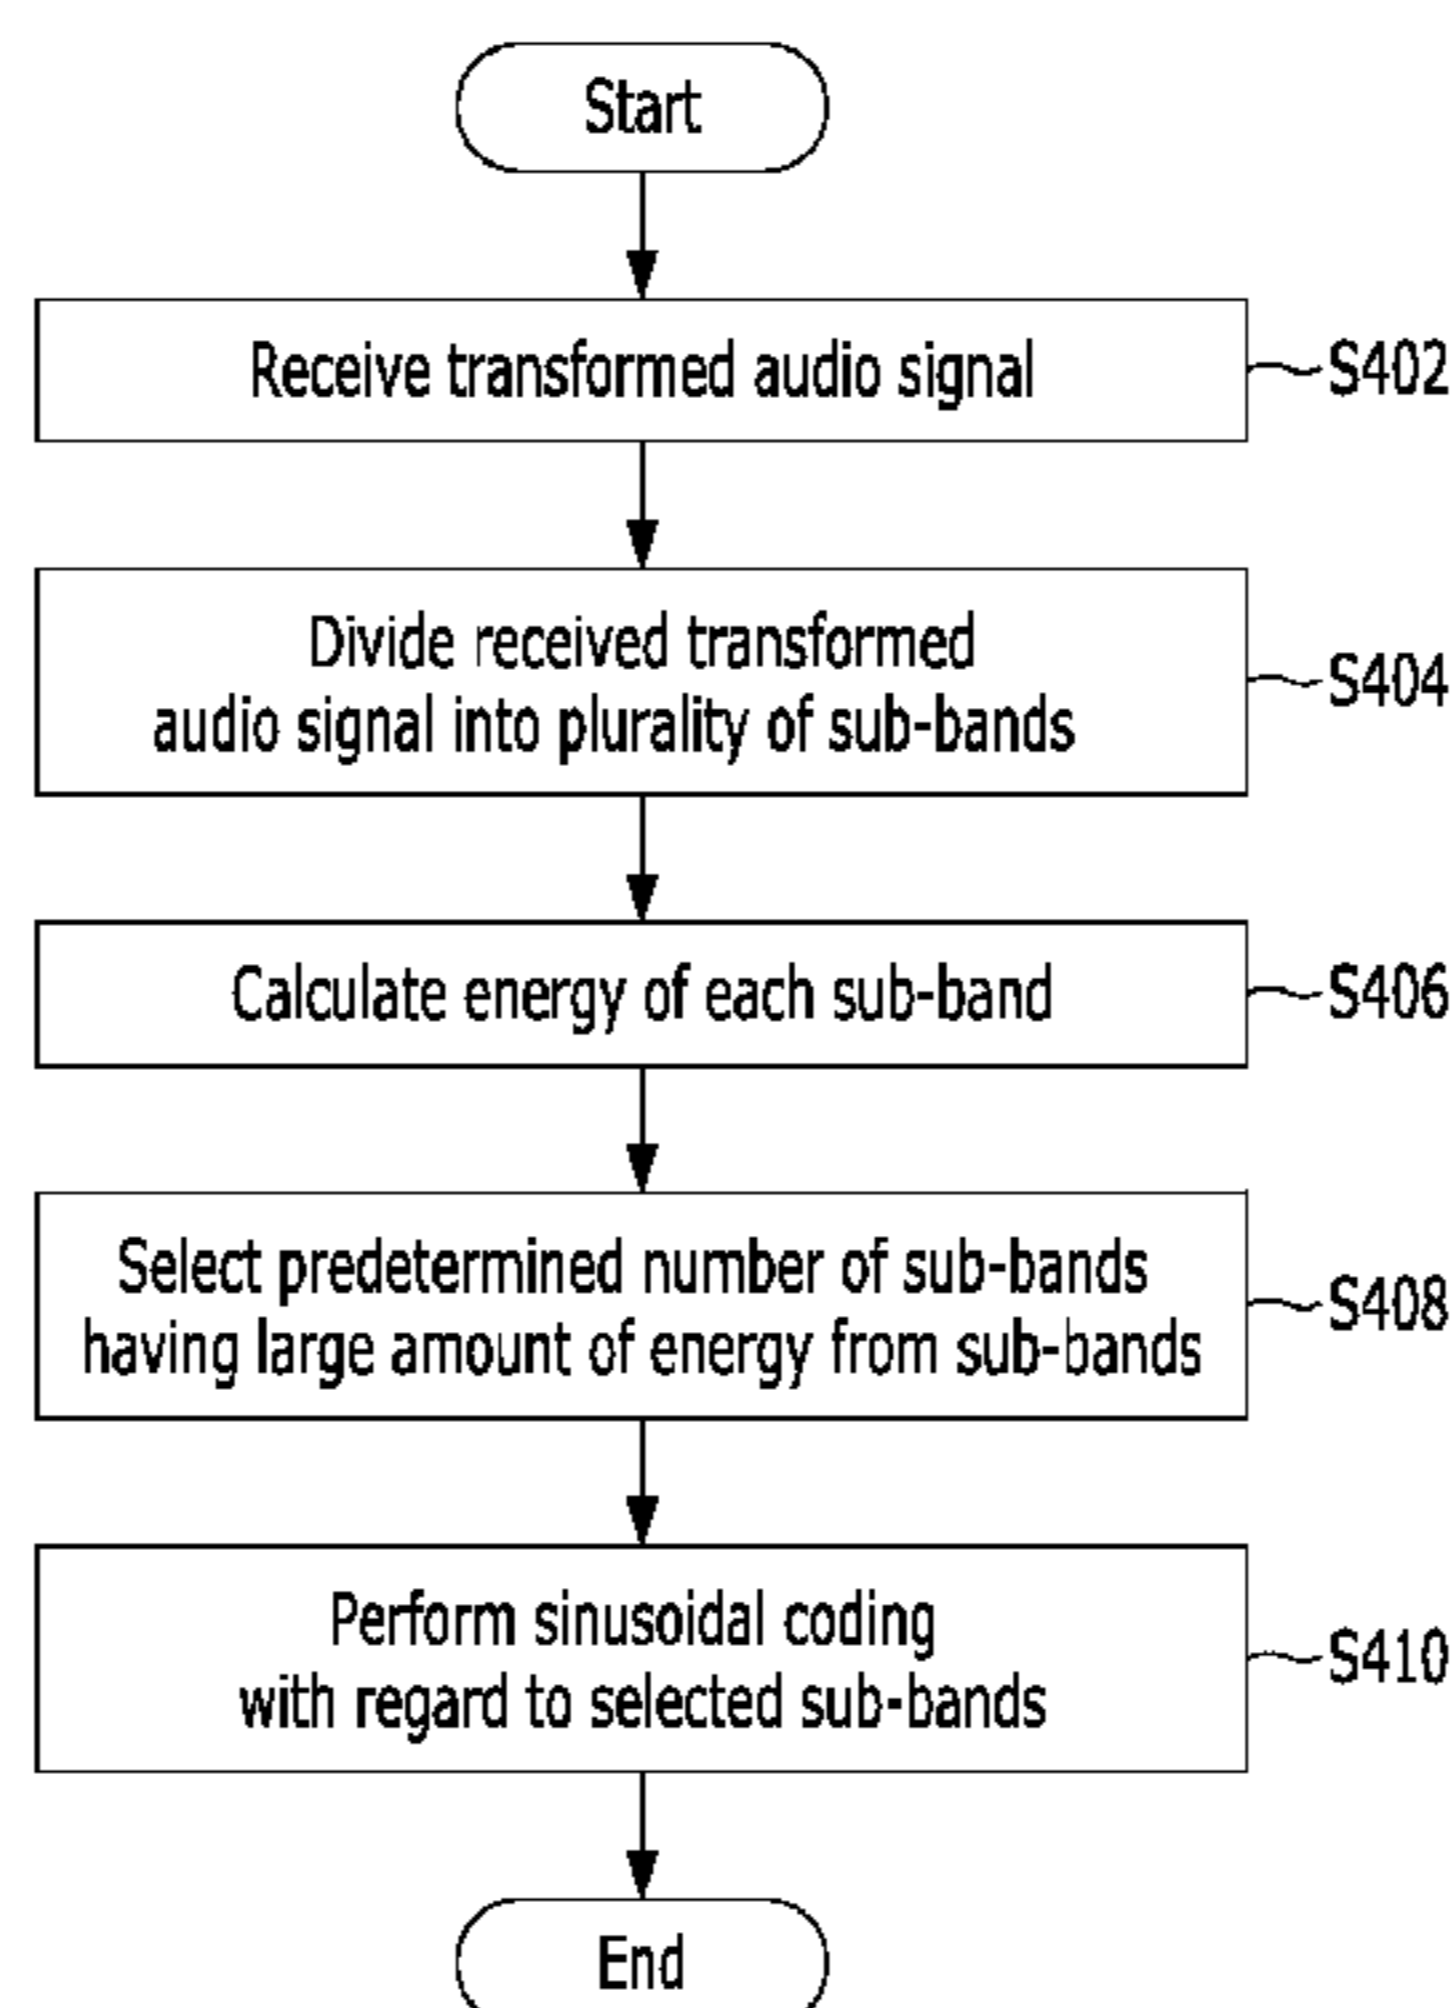 Start
Receive transformed audio signal
S402
Divide received transformed
audio signal into plurality of sub-bands
S404
Calculate energy of each sub-band
S406
Select predetermined number of sub-bands
having large amount of energy from sub-bands
S408
Perform sinusoidal coding
with regard to selected sub-bands
S410
End